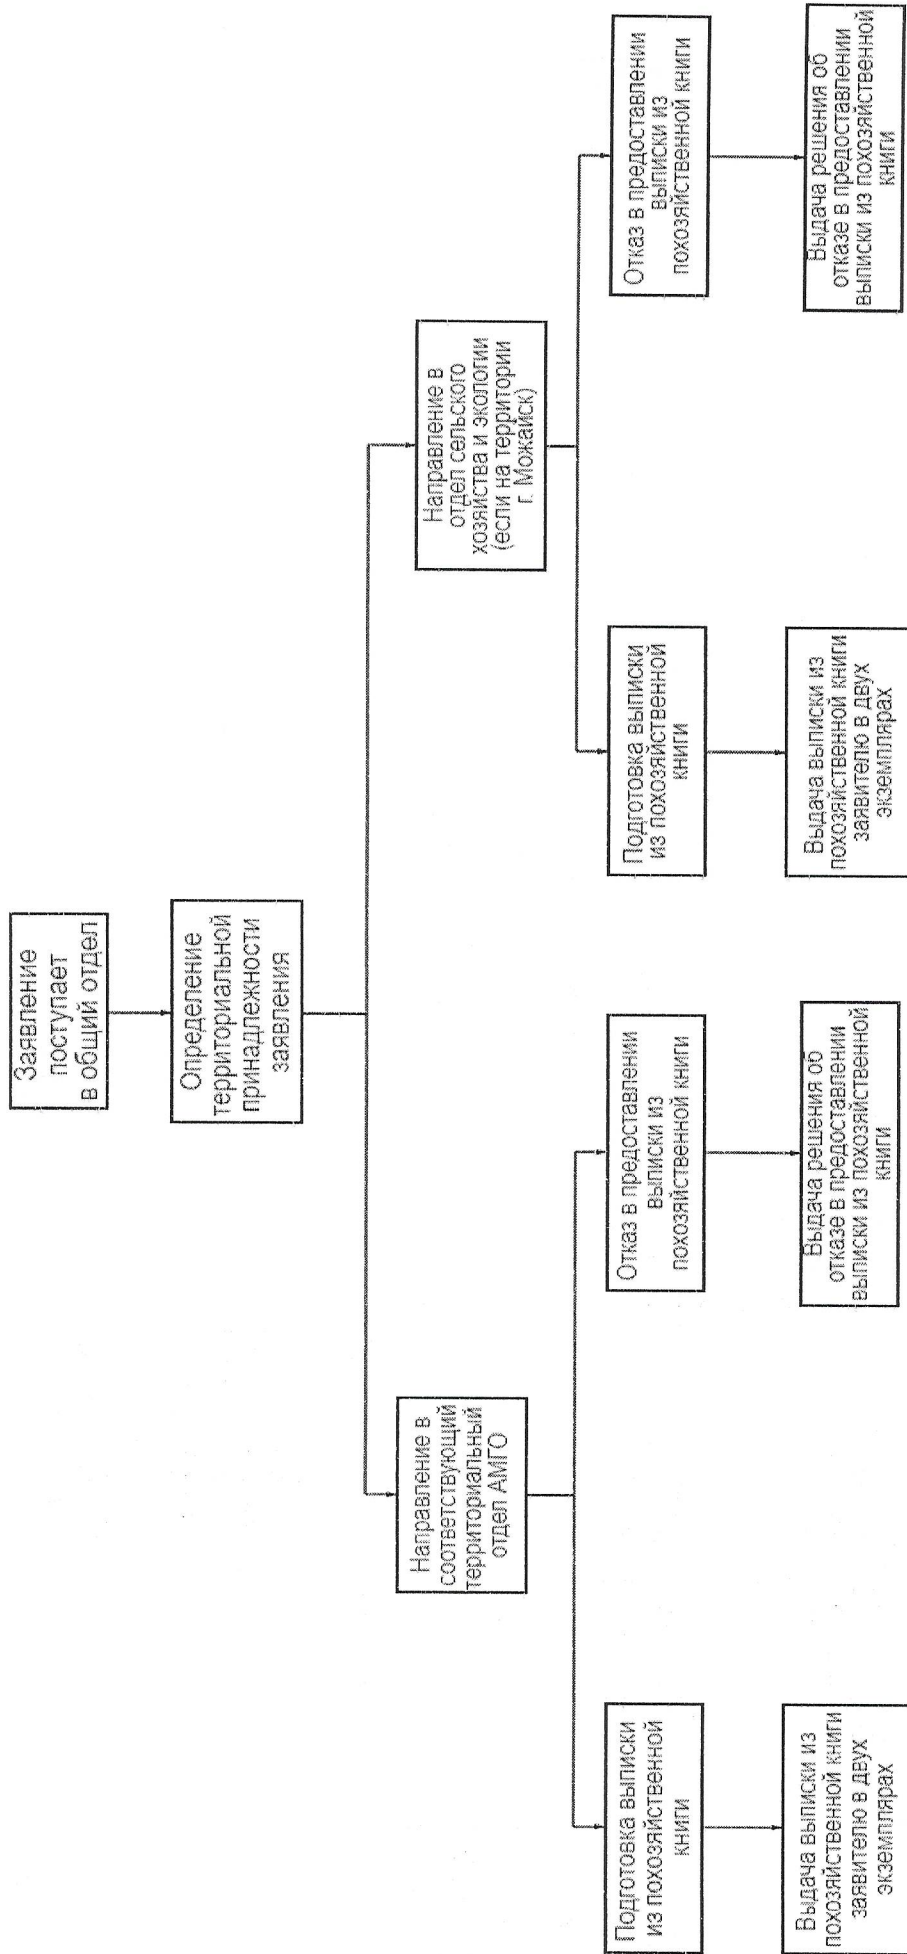 Заявление
поступает
в общий отдел
Определение
территориальной
принадлежности
заявления
Направление в
соответствующий
территориальный
отдел АМГО
Направление в
отдел сельского
хозяйства и экологии
(если на территории
г. Можайск)
Подготовка выписки
из похозяйственной
книги
Отказ в предоставлении
выписки из
похозяйственной книги
Подготовка выписки
из похозяйственной
книги
Отказ в предоставлении
выписки из
похозяйственной книги
Выдача выписки из
похозяйственной книги
заявителю в двух
экземплярах
Выдача решения об
отказе в предоставлении
выписки из похозяйственной
книги
Выдача выписки из
похозяйственной книги
заявителю в двух
экземплярах
Выдача решения об
отказе в предоставлении
выписки из похозяйственной
книги